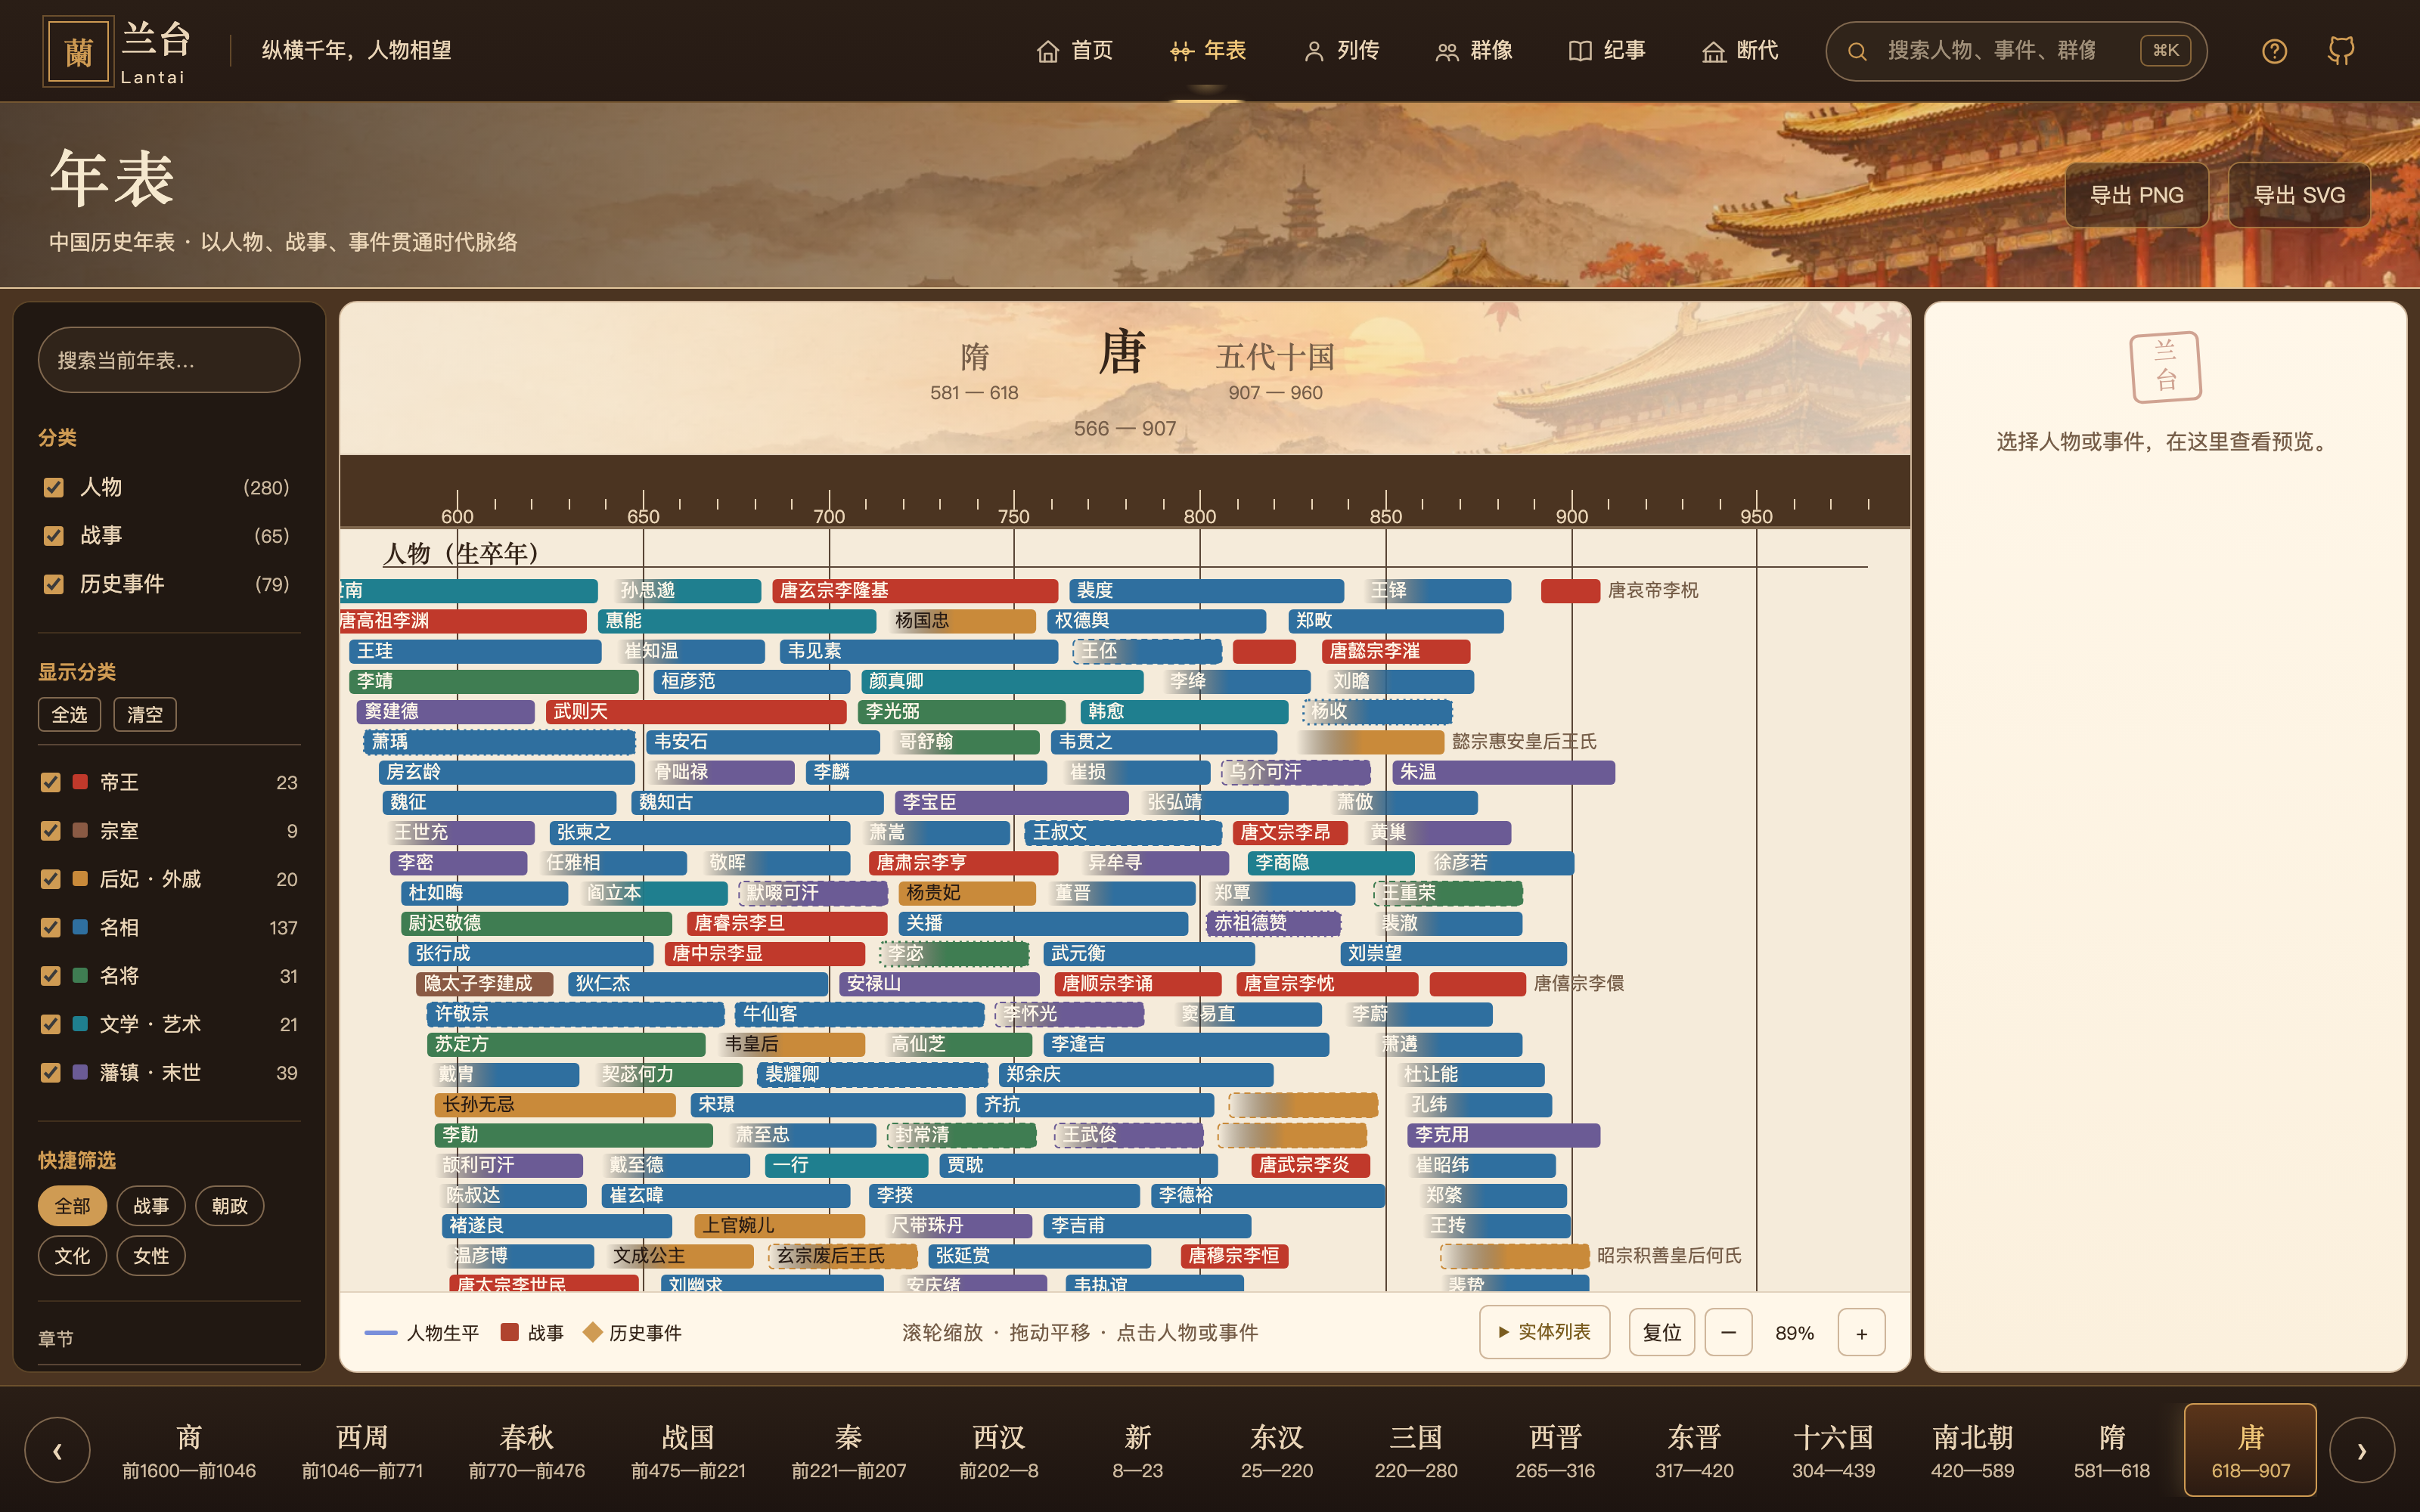 蘭
兰台
Lantai
纵横千年，人物相望
首页
年表
列传
群像
纪事
断代
搜索人物、事件、群像
⌘K
年表
中国历史年表 · 以人物、战事、事件贯通时代脉络
导出 PNG
导出 SVG
搜索当前年表...
分类
人物 (280)
战事 (65)
历史事件 (79)
显示分类
全选 清空
帝王 23
宗室 9
后妃 · 外戚 20
名相 137
名将 31
文学 · 艺术 21
藩镇 · 末世 39
快捷筛选
全部 战事 朝政
文化 女性
章节
隋
581 — 618
唐
566 — 907
五代十国
907 — 960
600 650 700 750 800 850 900 950
人物（生卒年）
南 孙思邈 唐玄宗李隆基 裴度 王铎 唐哀帝李柷
唐高祖李渊 惠能 杨国忠 权德舆 郑畋
王珪 崔知温 韦见素 王伾 唐懿宗李漼
李靖 桓彦范 颜真卿 李绛 刘瞻
窦建德 武则天 李光弼 韩愈 杨收
萧瑀 韦安石 哥舒翰 韦贯之 懿宗惠安皇后王氏
房玄龄 骨咄禄 李麟 崔损 乌介可汗 朱温
魏征 魏知古 李宝臣 张弘靖 萧倣
王世充 张柬之 萧嵩 王叔文 唐文宗李昂 黄巢
李密 任雅相 敬晖 唐肃宗李亨 异牟寻 李商隐 徐彦若
杜如晦 阎立本 默啜可汗 杨贵妃 董晋 郑覃 王重荣
尉迟敬德 唐睿宗李旦 关播 赤祖德赞 裴澈
张行成 唐中宗李显 李宓 武元衡 刘崇望
隐太子李建成 狄仁杰 安禄山 唐顺宗李诵 唐宣宗李忱 唐僖宗李儇
许敬宗 牛仙客 李怀光 窦易直 李蔚
苏定方 韦皇后 高仙芝 李逢吉 萧遘
戴胄 契苾何力 裴耀卿 郑余庆 杜让能
长孙无忌 宋璟 齐抗 孔纬
李勣 萧至忠 封常清 王武俊 李克用
颉利可汗 戴至德 一行 贾耽 唐武宗李炎 崔昭纬
陈叔达 崔玄暐 李揆 李德裕 郑綮
褚遂良 上官婉儿 尺带珠丹 李吉甫 王抟
温彦博 文成公主 玄宗废后王氏 张延赏 唐穆宗李恒 昭宗积善皇后何氏
唐太宗李世民 刘幽求 安庆绪 韦执谊 裴贽
人物生平 战事 历史事件
滚轮缩放 · 拖动平移 · 点击人物或事件
实体列表 复位 − 89% +
兰台
选择人物或事件，在这里查看预览。
商
前1600—前1046
西周
前1046—前771
春秋
前770—前476
战国
前475—前221
秦
前221—前207
西汉
前202—8
新
8—23
东汉
25—220
三国
220—280
西晋
265—316
东晋
317—420
十六国
304—439
南北朝
420—589
隋
581—618
唐
618—907